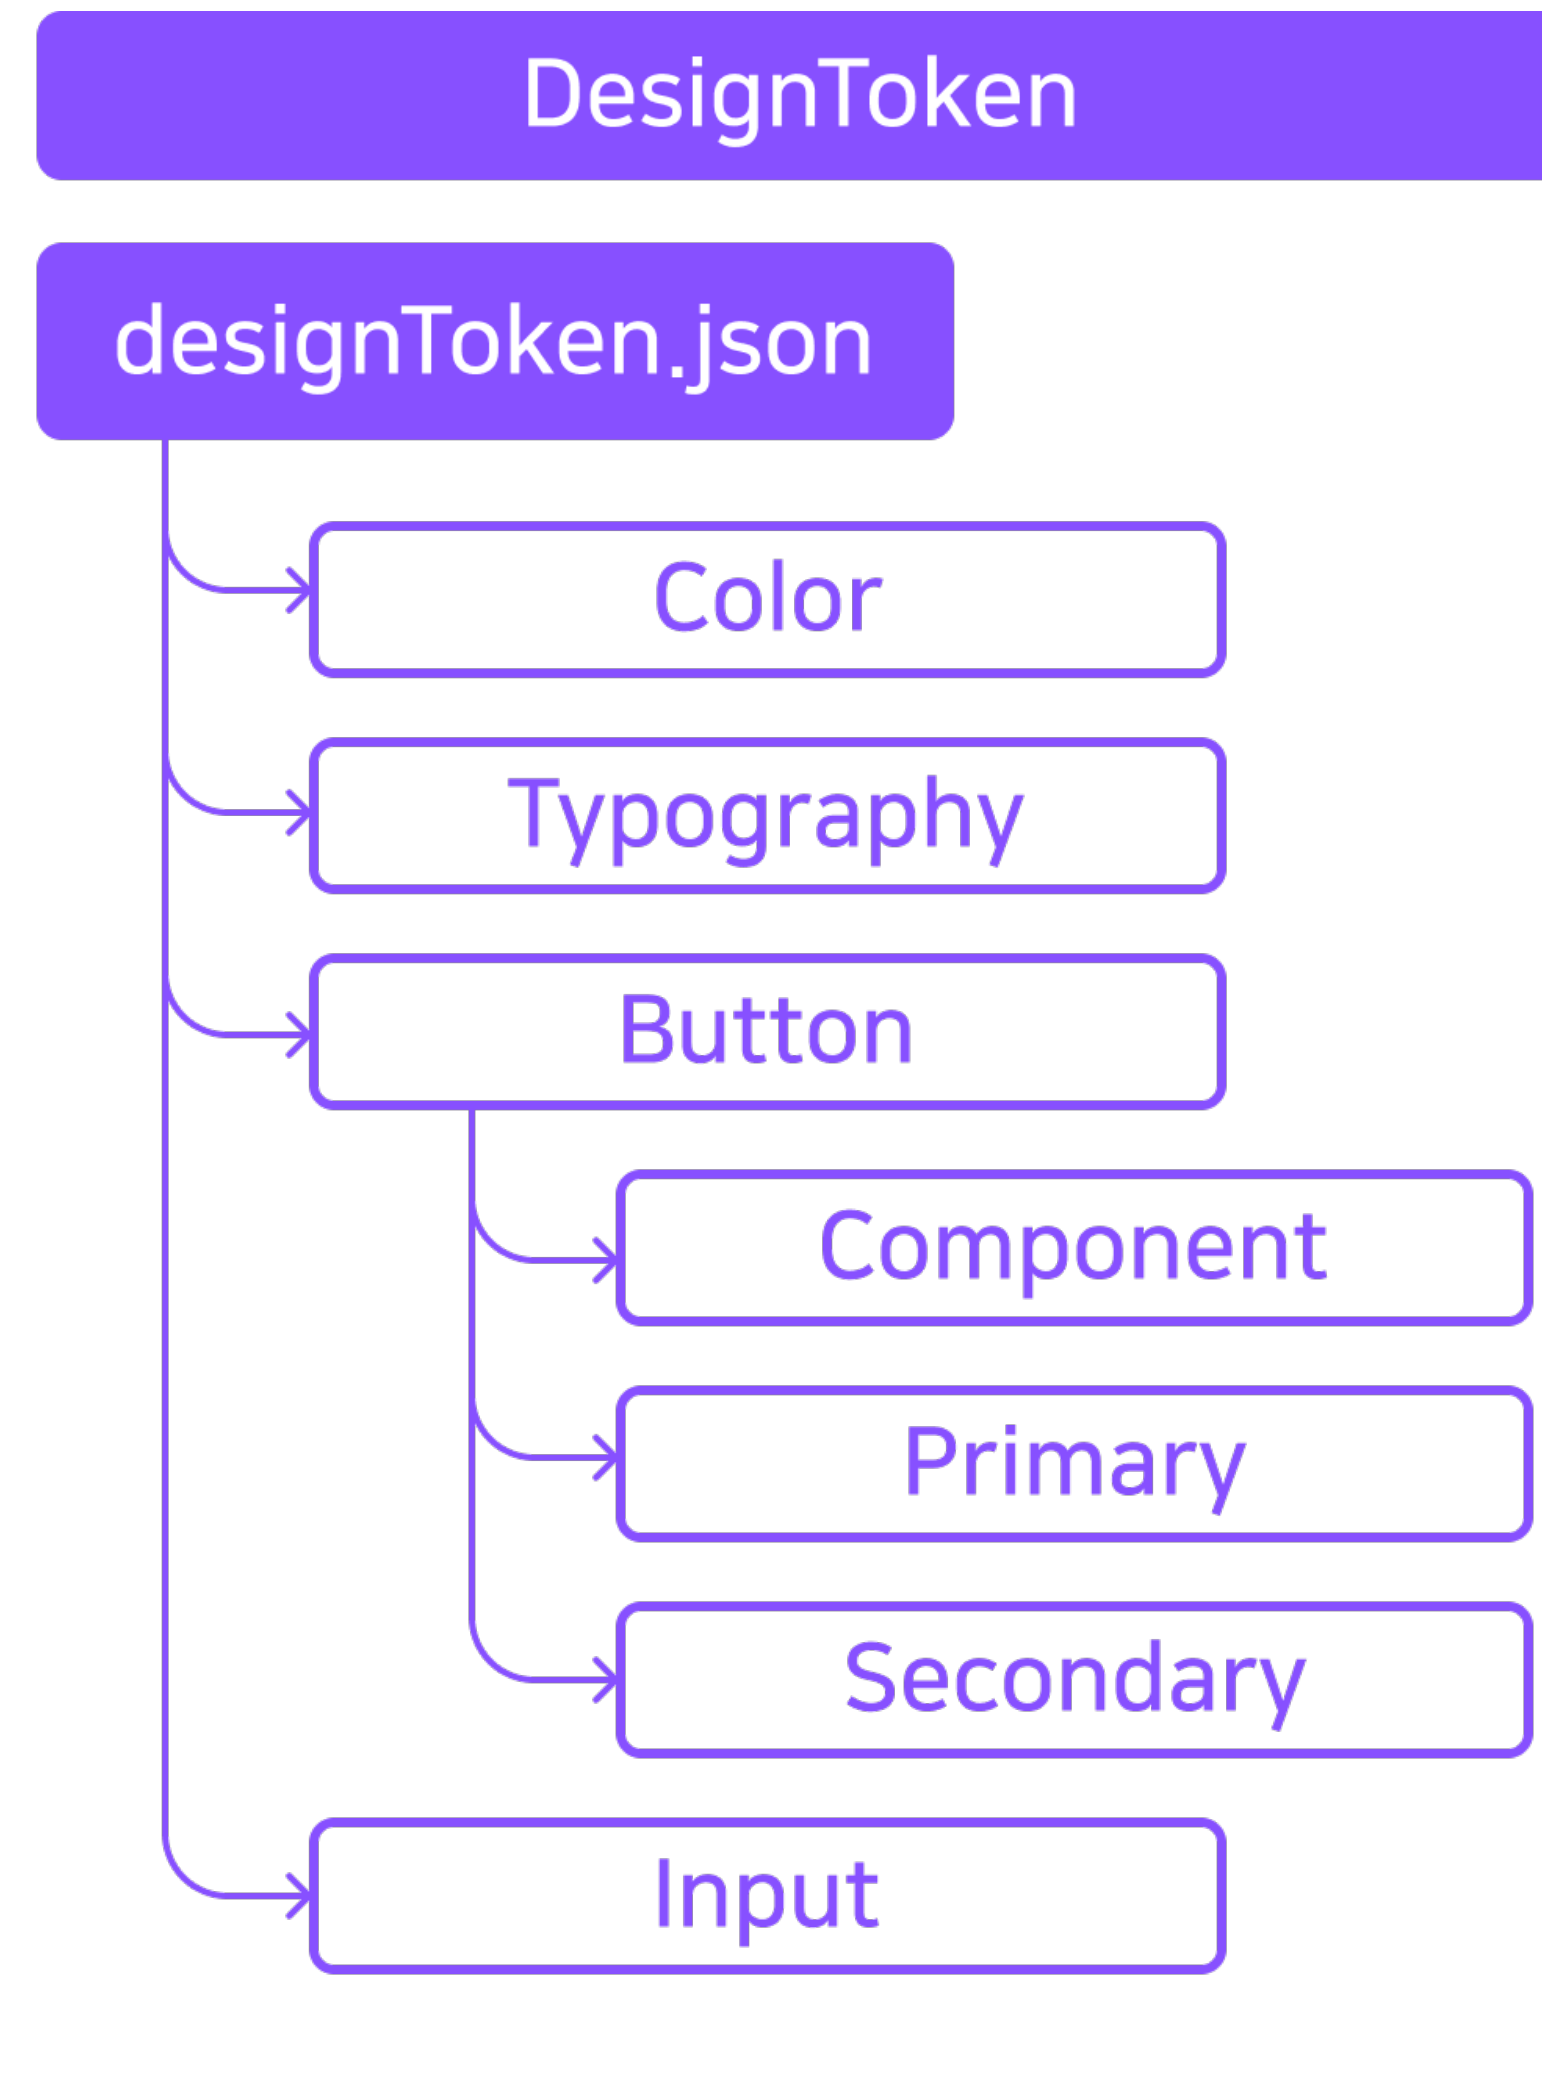 DesignToken
designToken.json
Color
Typography
Button
Component
Primary
Secondary
Input